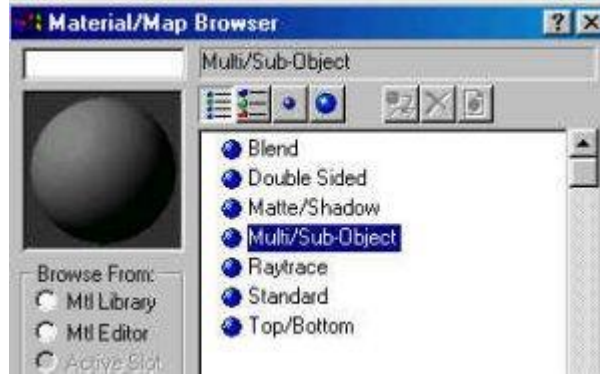 Material/Map Browser
Multi/Sub-Object
Blend
Double Sided
Matte/Shadow
Multi/Sub-Object
Raytrace
Standard
Top/Bottom
Browse From:
Mtl Library
Mtl Editor
Active Slot